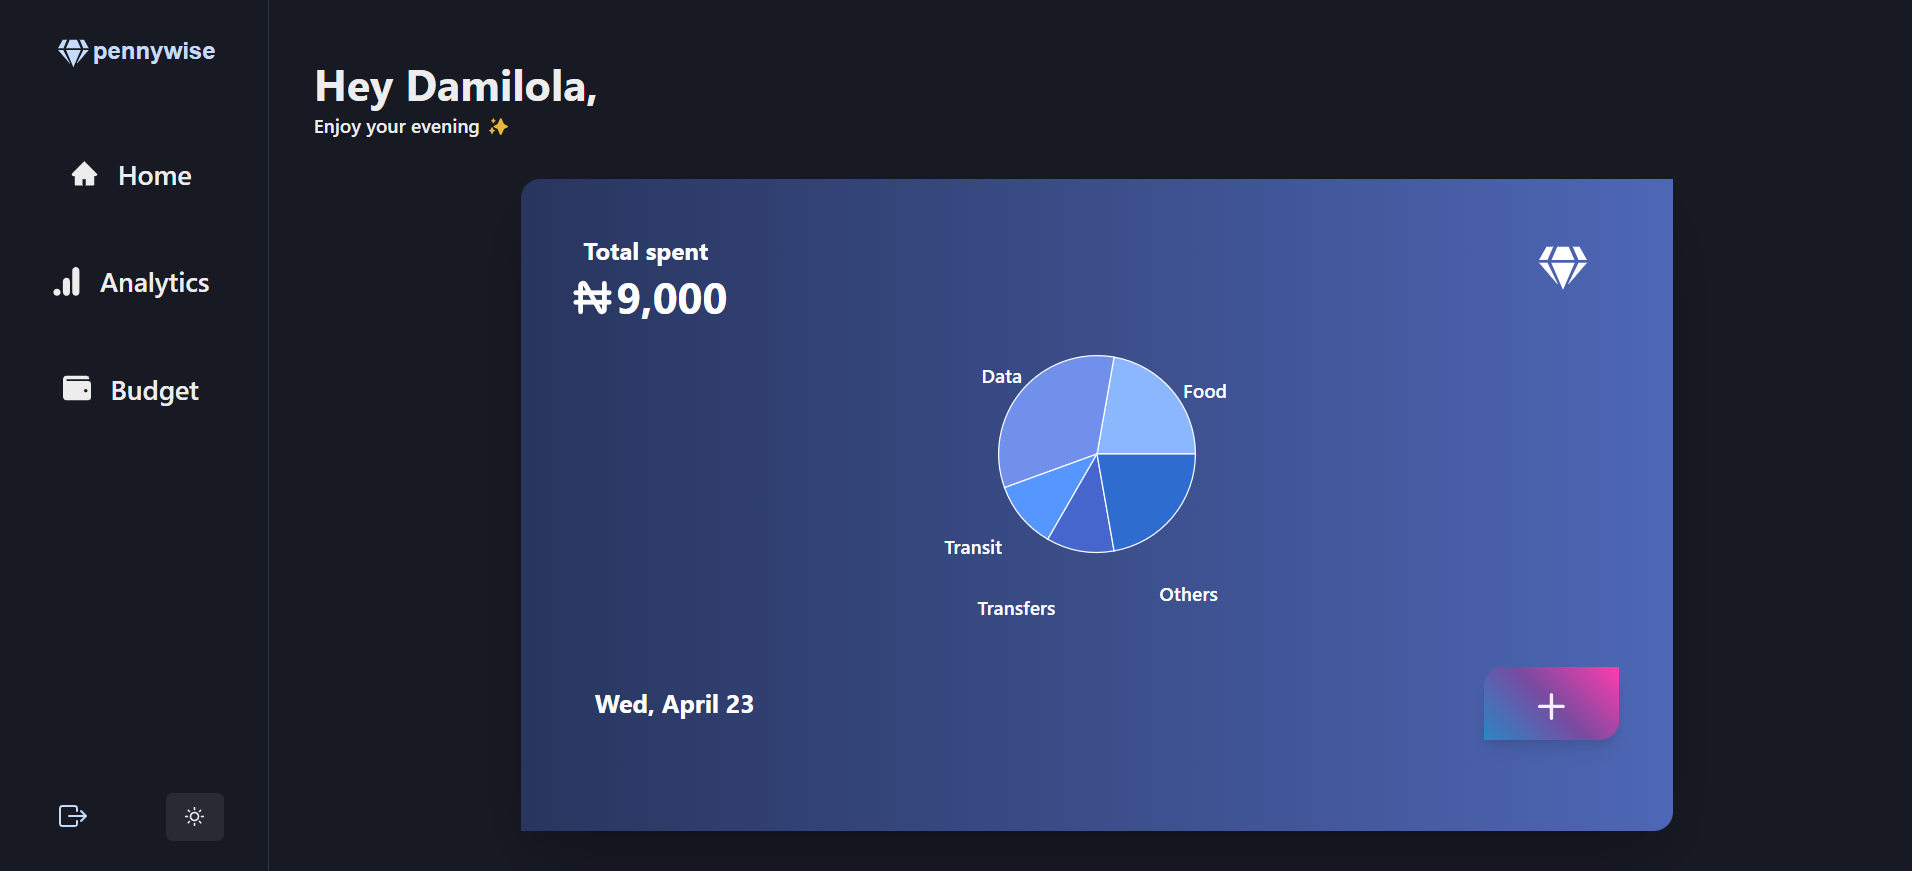 pennywise
Home
Analytics
Budget
Hey Damilola,
Enjoy your evening ✨
Total spent
₦9,000
Data
Food
Transit
Others
Transfers
Wed, April 23